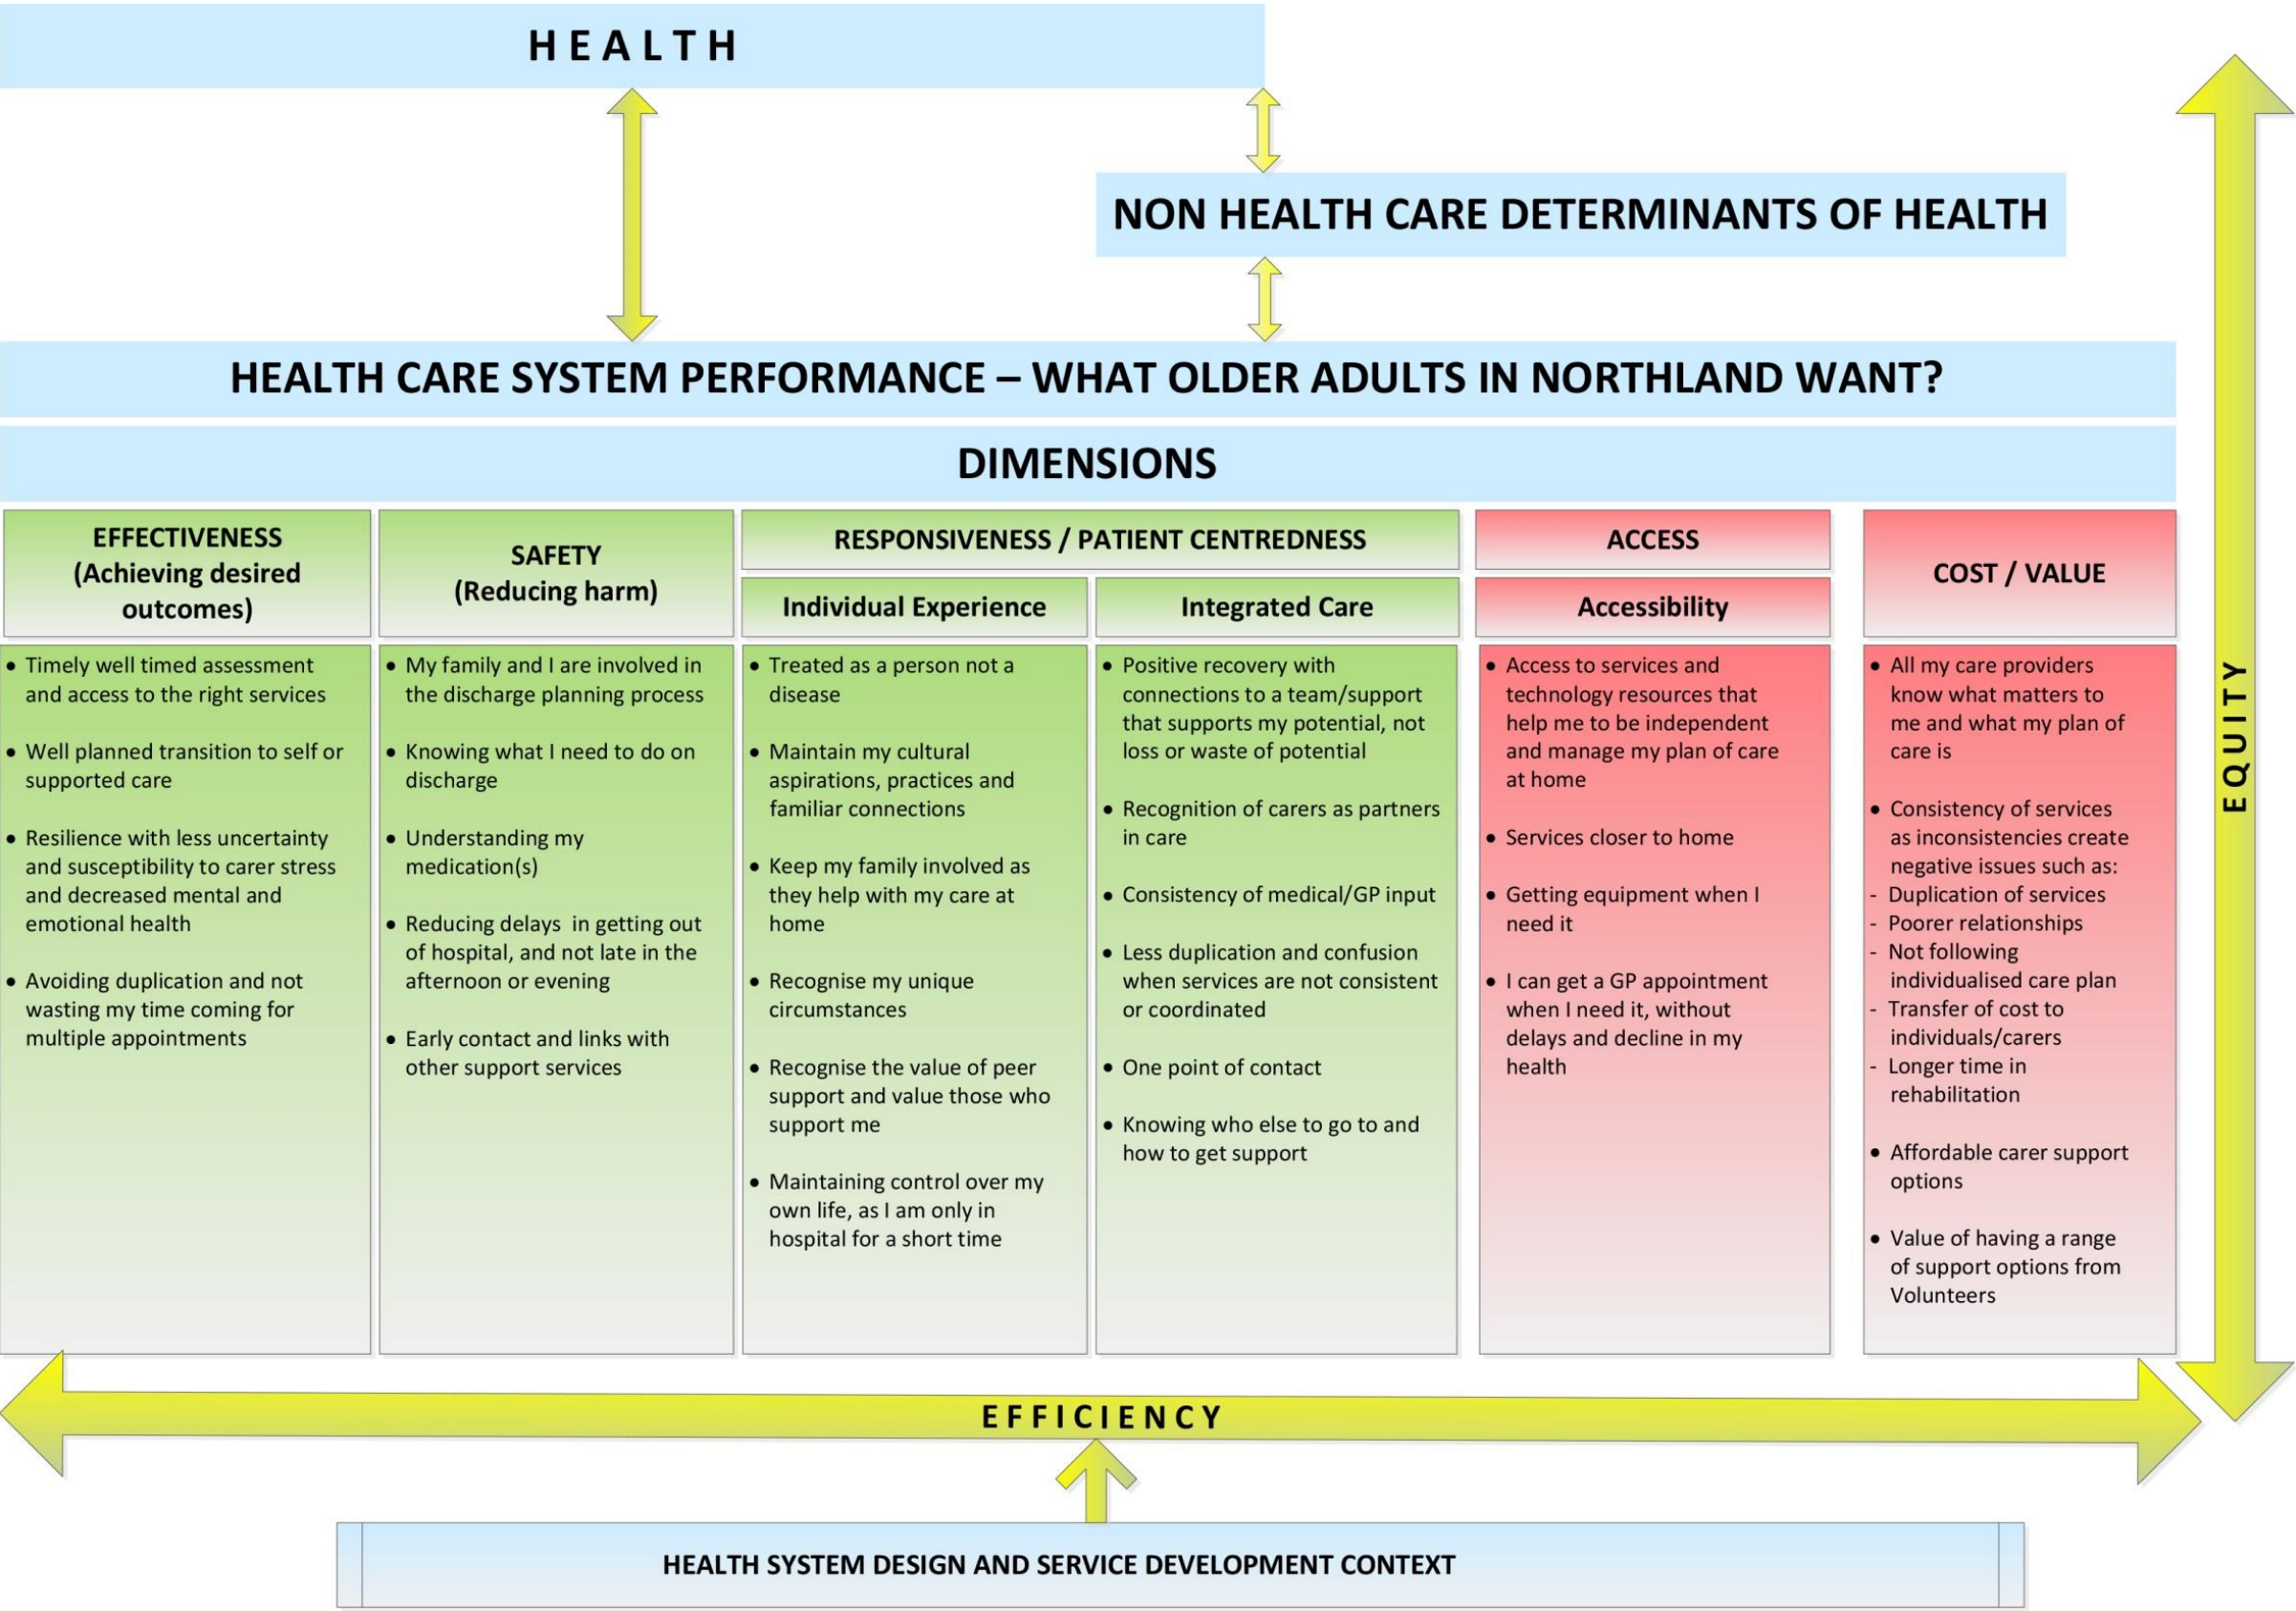 HEALTH
NON HEALTH CARE DETERMINANTS OF HEALTH
HEALTH CARE SYSTEM PERFORMANCE – WHAT OLDER ADULTS IN NORTHLAND WANT?
DIMENSIONS
EFFECTIVENESS
(Achieving desired
outcomes)
• Timely well timed assessment
and access to the right services
• Well planned transition to self or
supported care
• Resilience with less uncertainty
and susceptibility to carer stress
and decreased mental and
emotional health
• Avoiding duplication and not
wasting my time coming for
multiple appointments
SAFETY
(Reducing harm)
• My family and I are involved in
the discharge planning process
• Knowing what I need to do on
discharge
• Understanding my
medication(s)
• Reducing delays  in getting out
of hospital, and not late in the
afternoon or evening
• Early contact and links with
other support services
RESPONSIVENESS / PATIENT CENTREDNESS
Individual Experience
• Treated as a person not a
disease
• Maintain my cultural
aspirations, practices and
familiar connections
• Keep my family involved as
they help with my care at
home
• Recognise my unique
circumstances
• Recognise the value of peer
support and value those who
support me
• Maintaining control over my
own life, as I am only in
hospital for a short time
Integrated Care
• Positive recovery with
connections to a team/support
that supports my potential, not
loss or waste of potential
• Recognition of carers as partners
in care
• Consistency of medical/GP input
• Less duplication and confusion
when services are not consistent
or coordinated
• One point of contact
• Knowing who else to go to and
how to get support
ACCESS
Accessibility
• Access to services and
technology resources that
help me to be independent
and manage my plan of care
at home
• Services closer to home
• Getting equipment when I
need it
• I can get a GP appointment
when I need it, without
delays and decline in my
health
COST / VALUE
• All my care providers
know what matters to
me and what my plan of
care is
• Consistency of services
as inconsistencies create
negative issues such as:
- Duplication of services
- Poorer relationships
- Not following
individualised care plan
- Transfer of cost to
individuals/carers
- Longer time in
rehabilitation
• Affordable carer support
options
• Value of having a range
of support options from
Volunteers
EQUITY
EFFICIENCY
HEALTH SYSTEM DESIGN AND SERVICE DEVELOPMENT CONTEXT